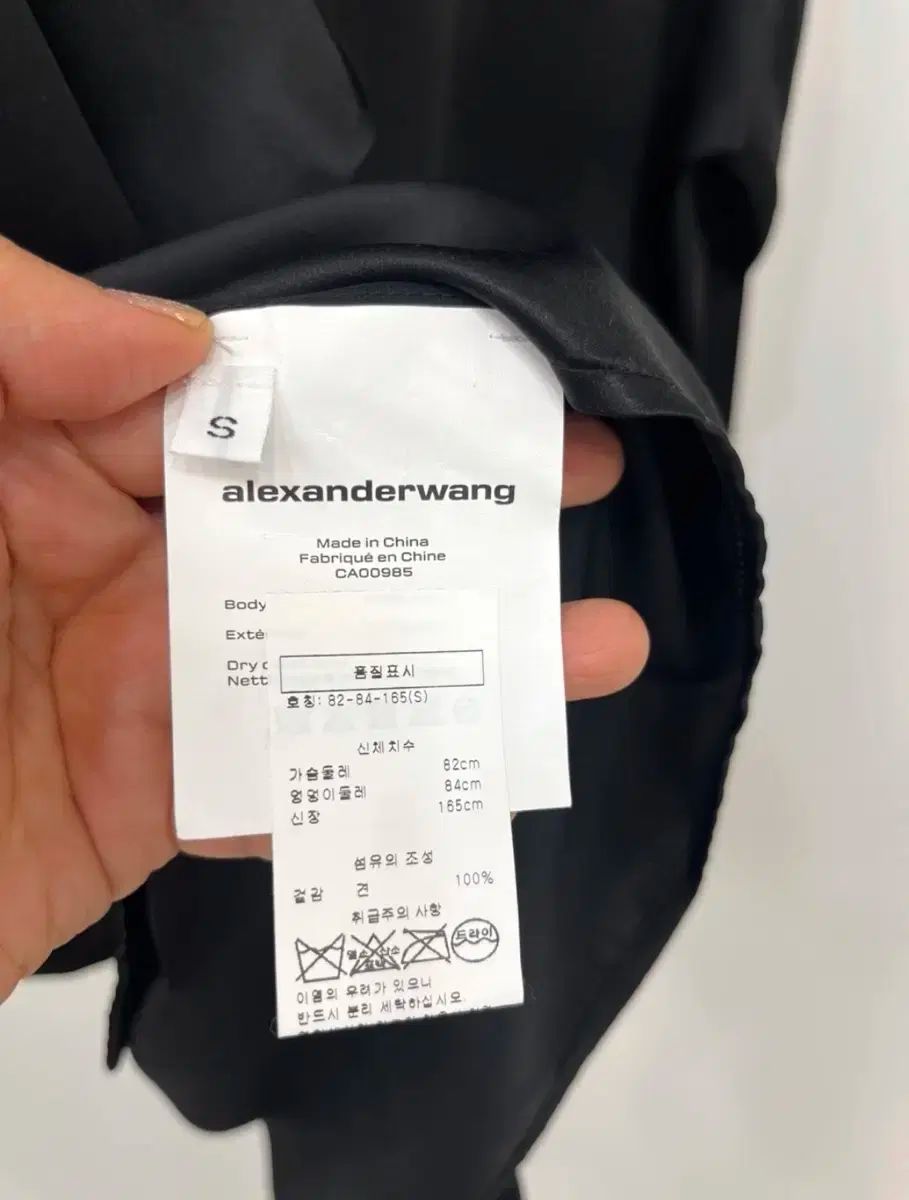 S
alexanderwang
Made in China
Fabriqué en Chine
CA00985
Body
Exté
Dry c
Nett
품질표시
호칭: 82-84-165(S)
신체치수
가슴둘레 82cm
엉덩이둘레 84cm
신장 165cm
섬유의 조성
겉감 견 100%
취급주의 사항
드라이
이염의 우려가 있으니
반드시 분리 세탁하십시오.